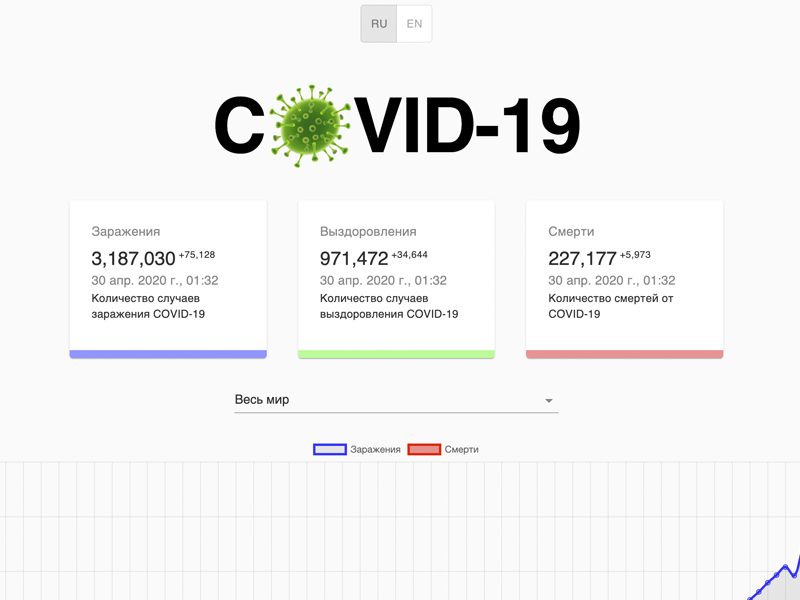 RU EN
COVID-19
Заражения
3,187,030 +75,128
30 апр. 2020 г., 01:32
Количество случаев
заражения COVID-19
Выздоровления
971,472 +34,644
30 апр. 2020 г., 01:32
Количество случаев
выздоровления COVID-19
Смерти
227,177 +5,973
30 апр. 2020 г., 01:32
Количество смертей от
COVID-19
Весь мир
Заражения Смерти